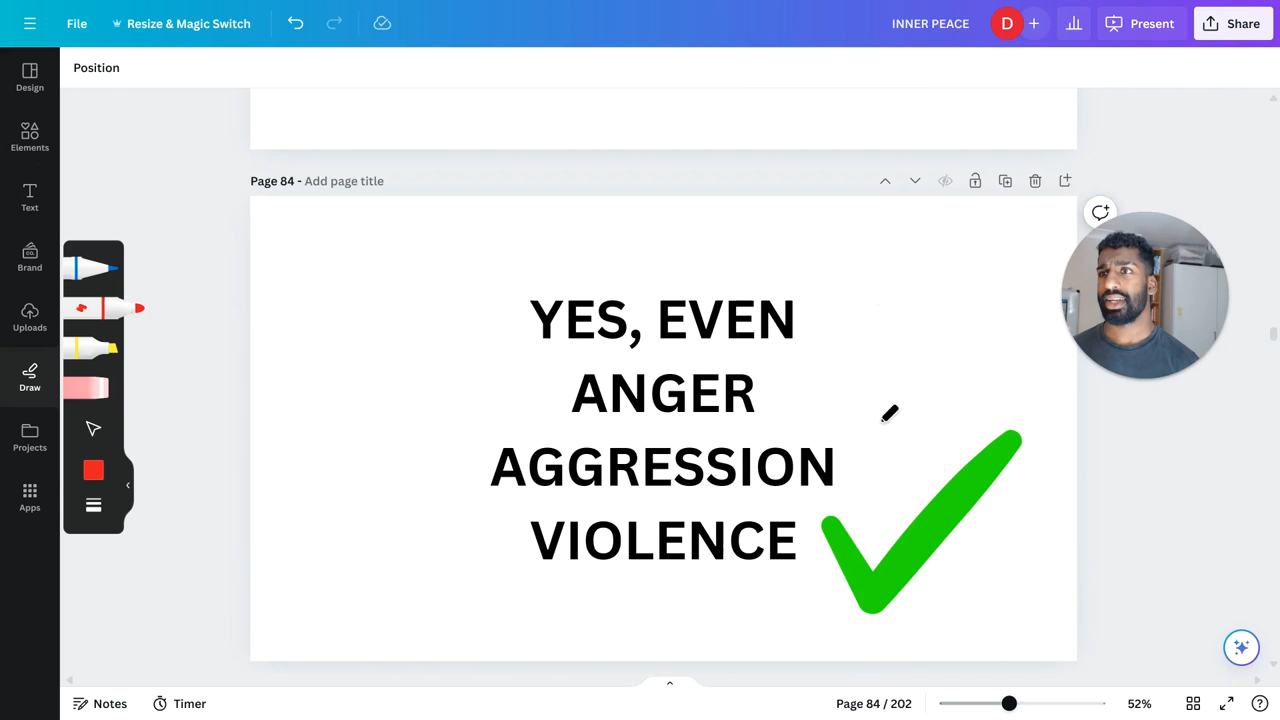 File
Resize & Magic Switch
INNER PEACE
D
Present
Share
Position
Design
Elements
Text
Brand
Uploads
Draw
Projects
Apps
Page 84 - Add page title
YES, EVEN
ANGER
AGGRESSION
VIOLENCE
Notes
Timer
Page 84 / 202
52%